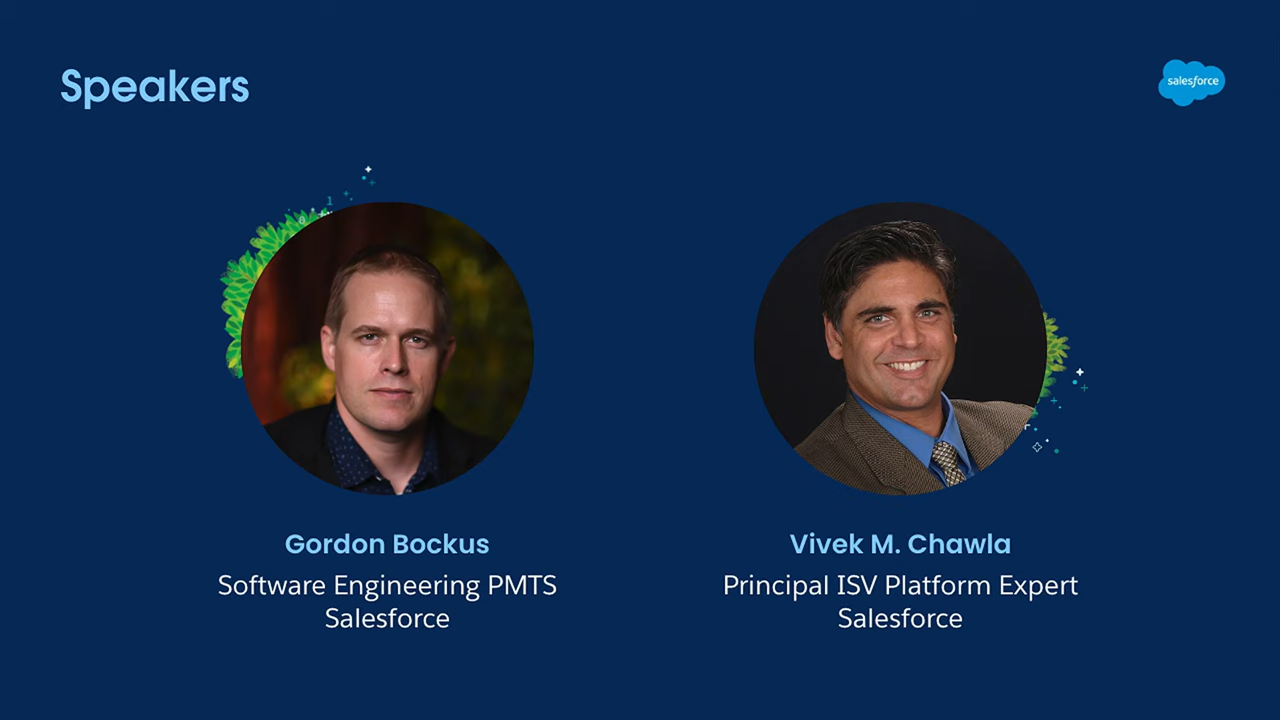 Speakers
salesforce
Gordon Bockus
Software Engineering PMTS
Salesforce
Vivek M. Chawla
Principal ISV Platform Expert
Salesforce